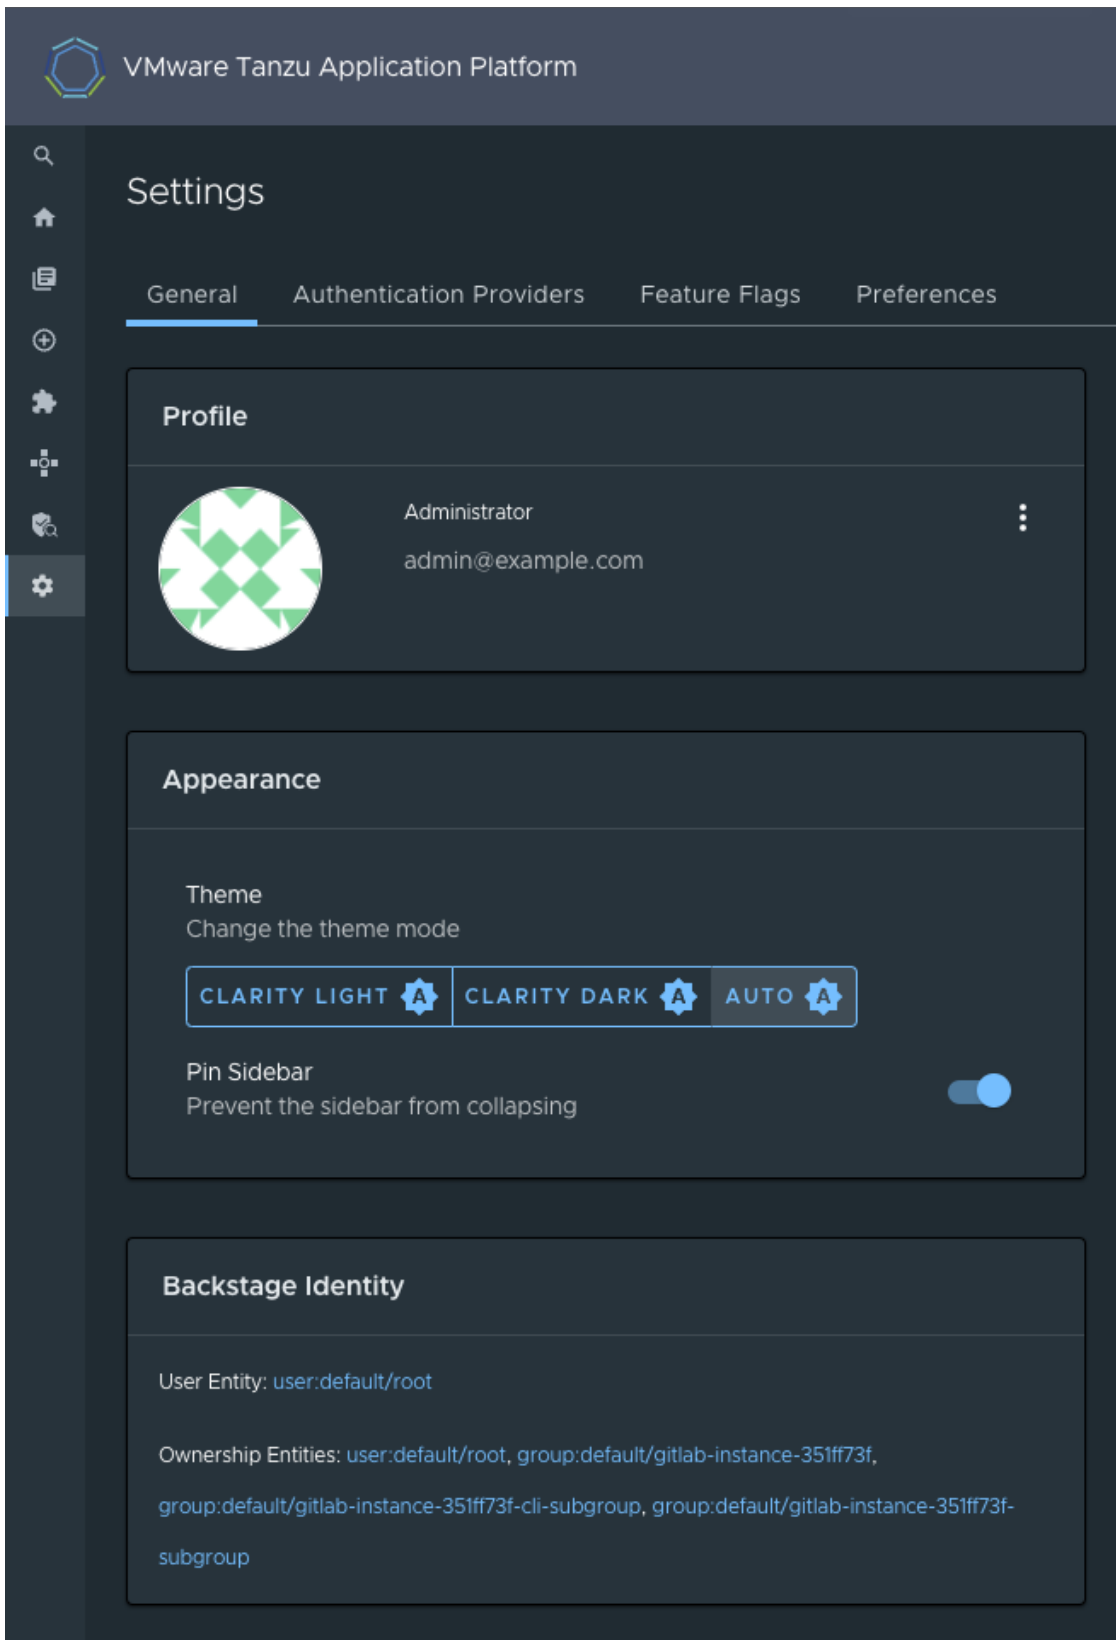 VMware Tanzu Application Platform
Settings
General Authentication Providers Feature Flags Preferences
Profile
Administrator
admin@example.com
Appearance
Theme
Change the theme mode
CLARITY LIGHT A CLARITY DARK A AUTO A
Pin Sidebar
Prevent the sidebar from collapsing
Backstage Identity
User Entity: user:default/root
Ownership Entities: user:default/root, group:default/gitlab-instance-351ff73f,
group:default/gitlab-instance-351ff73f-cli-subgroup, group:default/gitlab-instance-351ff73f-
subgroup